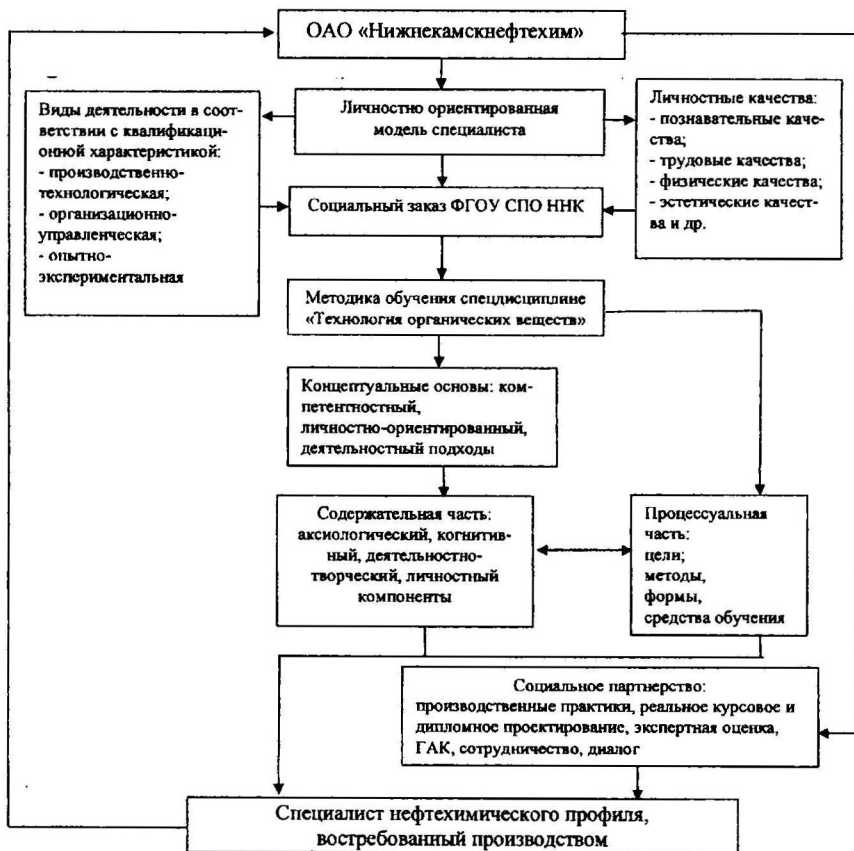 ОАО «Нижнекамскнефтехим»
Виды деятельности в соот-
ветствии с квалификаци-
онной характеристикой:
- производственно-
технологическая;
- организационно-
управленческая;
- опытно-
экспериментальная
Личностно ориентированная
модель специалиста
Личностные качества:
- познавательные каче-
ства;
- трудовые качества;
- физические качества;
- эстетические качест-
ва и др.
Социальный заказ ФГОУ СПО ННК
Методика обучения спецдисциплине
«Технология органических веществ»
Концептуальные основы: ком-
петентностный,
личностно-ориентированный,
деятельностный подходы
Содержательная часть:
аксиологический, когнитив-
ный, деятельностно-
творческий, личностный
компоненты
Процессуальная
часть:
цели;
методы,
формы,
средства обучения
Социальное партнерство:
производственные практики, реальное курсовое и
дипломное проектирование, экспертная оценка,
ГАК, сотрудничество, диалог
Специалист нефтехимического профиля,
востребованный производством